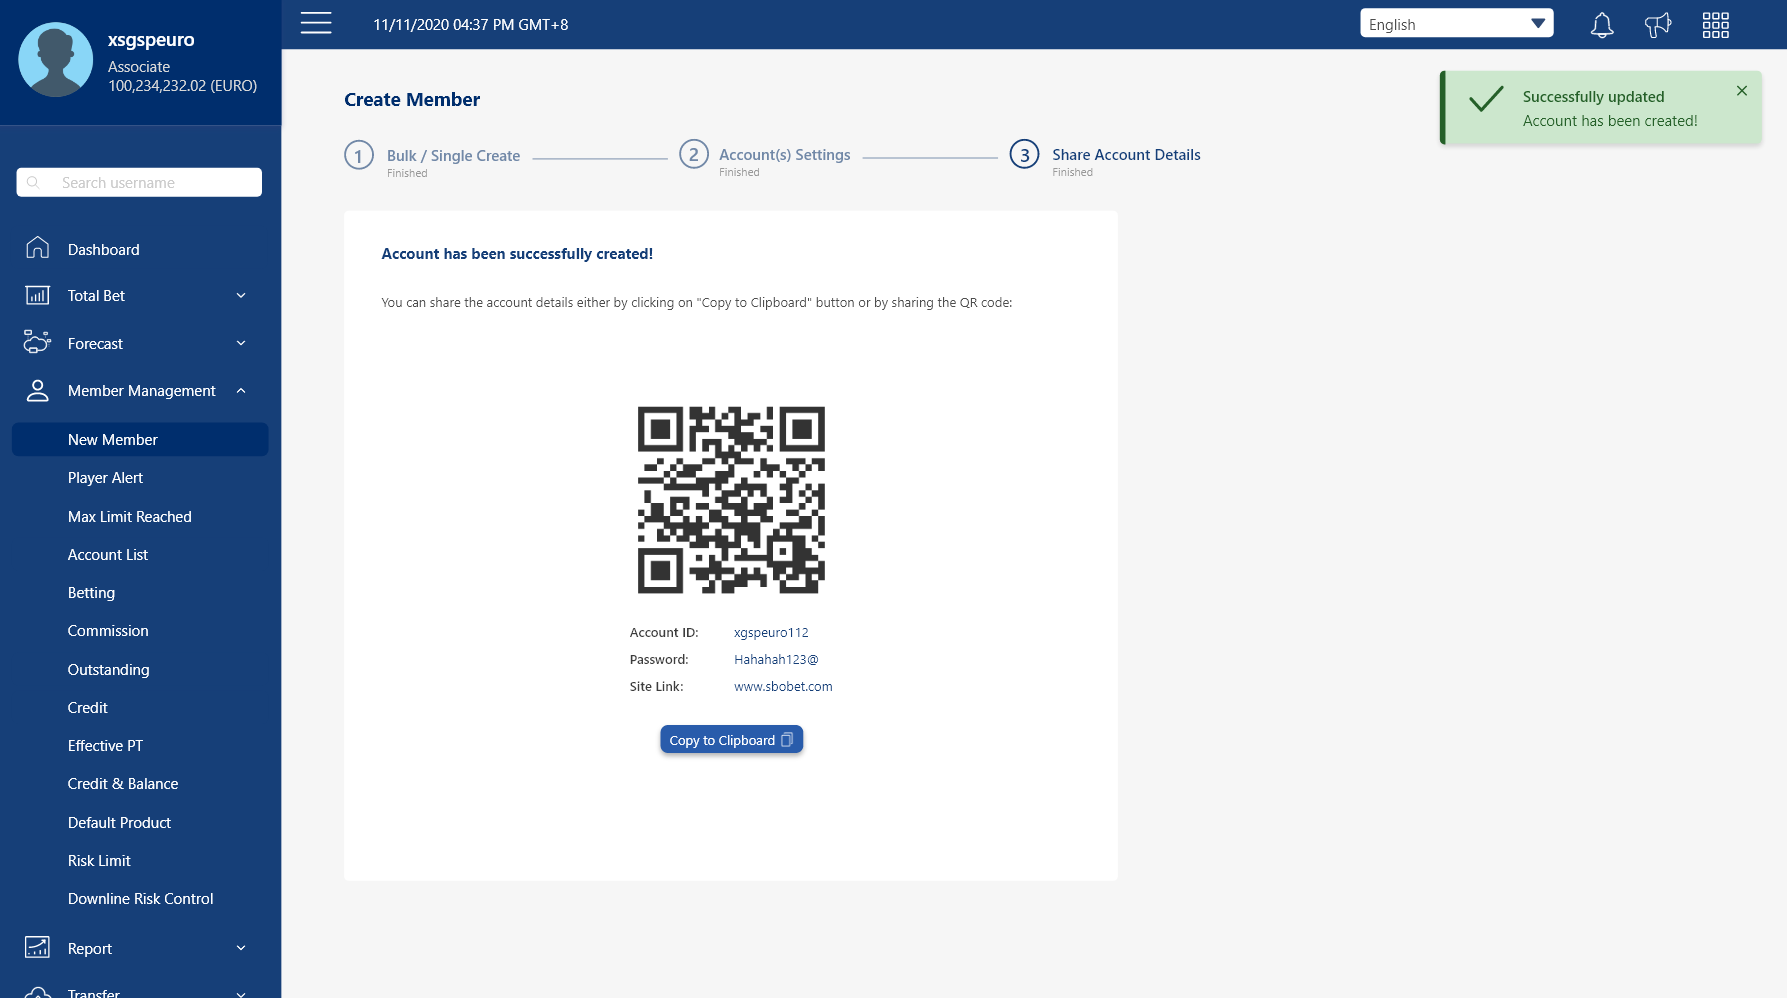 xsgspeuro
Associate
100,234,232.02 (EURO)
Search username
Dashboard
Total Bet
Forecast
Member Management
New Member
Player Alert
Max Limit Reached
Account List
Betting
Commission
Outstanding
Credit
Effective PT
Credit & Balance
Default Product
Risk Limit
Downline Risk Control
Report
Transfer
11/11/2020 04:37 PM GMT+8
English
Successfully updated
Account has been created!
Create Member
1 Bulk / Single Create
Finished
2 Account(s) Settings
Finished
3 Share Account Details
Finished
Account has been successfully created!
You can share the account details either by clicking on "Copy to Clipboard" button or by sharing the QR code:
Account ID: xgspeuro112
Password: Hahahah123@
Site Link: www.sbobet.com
Copy to Clipboard